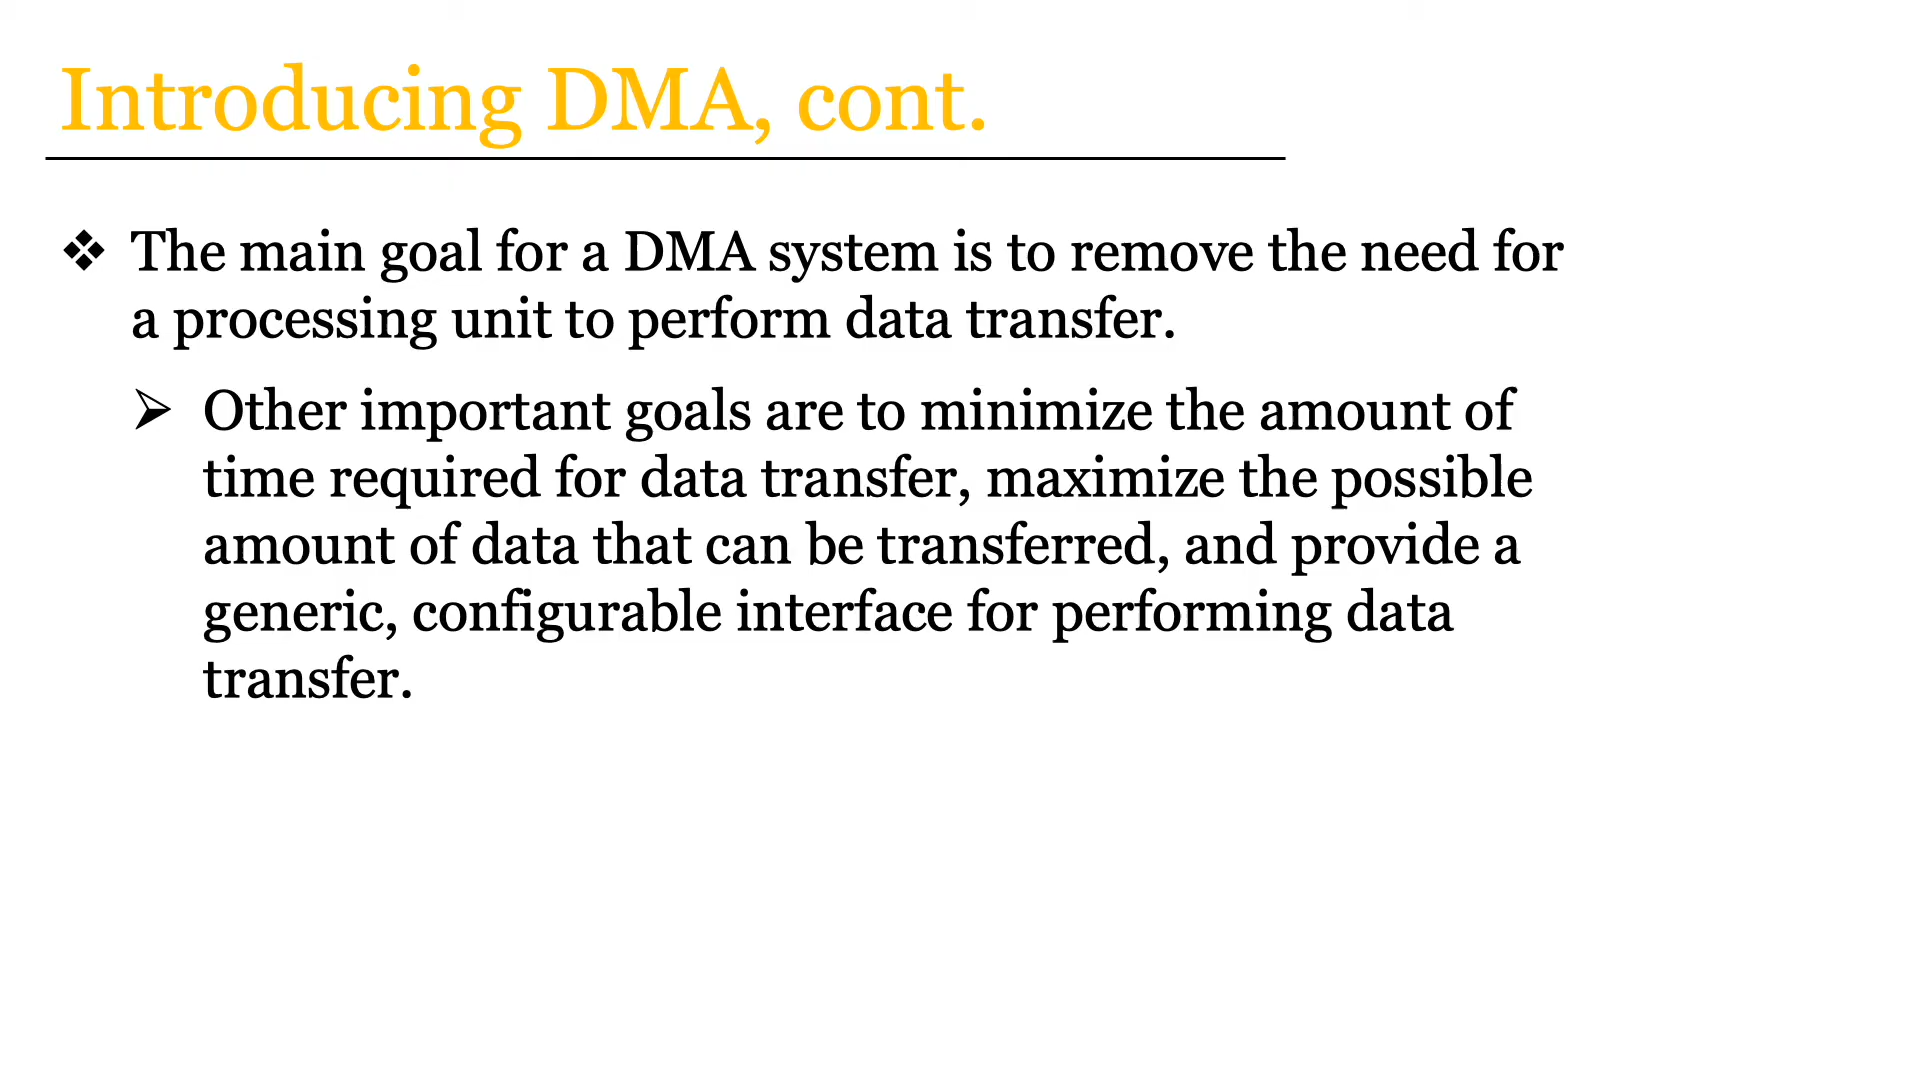 Introducing DMA, cont.
❖ The main goal for a DMA system is to remove the need for
a processing unit to perform data transfer.
➢ Other important goals are to minimize the amount of
time required for data transfer, maximize the possible
amount of data that can be transferred, and provide a
generic, configurable interface for performing data
transfer.